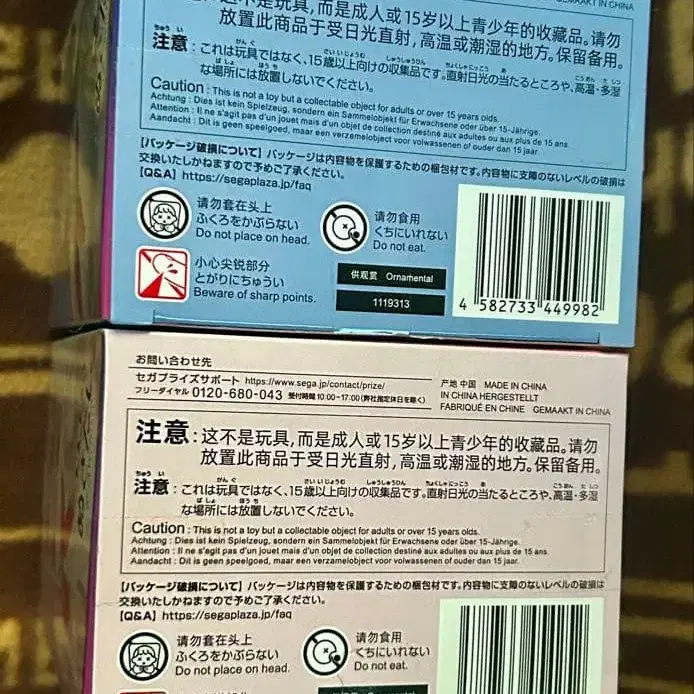 GEMAAKT IN CHINA
这不是玩具,而是成人或15岁以上青少年的收藏品。请勿
放置此商品于受日光直射,高温或潮湿的地方。保留备用。
ちゅうい
注意:これは玩具ではなく、15歳以上向けの収集品です。直射日光の当たるところや、高温・多湿
な場所には放置しないでください。
Caution : This is not a toy but a collectable object for adults or over 15 years olds.
Achtung : Dies ist kein Spielzeug, sondern ein Sammelobjekt für Erwachsene oder über 15-Jährige.
Attention : Il ne s'agit pas d'un jouet mais d'un objet de collection destiné aux adultes ou aux plus de 15 ans.
Aandacht : Dit is geen speelgoed, maar een verzamelobject voor volwassenen of ouder dan 15 jaar.
【パッケージ破損について】パッケージは内容物を保護するための梱包材です。内容物に支障のないレベルの破損は
交換いたしかねますので予めご了承ください。
【Q&A】https://segaplaza.jp/faq
请勿套在头上
ふくろをかぶらない
Do not place on head.
请勿食用
くちにいれない
Do not eat.
小心尖锐部分
とがりにちゅうい
Beware of sharp points.
供观赏 Ornamental
1119313
4 582733 449982
お問い合わせ先
セガプライズサポート https://www.sega.jp/contact/prize/
フリーダイヤル 0120-680-043 受付時間10:00~17:00(弊社指定休日を除く)
产地 中国 MADE IN CHINA
IN CHINA HERGESTELLT
FABRIQUÉ EN CHINE GEMAAKT IN CHINA
注意:这不是玩具,而是成人或15岁以上青少年的收藏品。请勿
放置此商品于受日光直射,高温或潮湿的地方。保留备用。
ちゅうい
注意:これは玩具ではなく、15歳以上向けの収集品です。直射日光の当たるところや、高温・多湿
な場所には放置しないでください。
Caution : This is not a toy but a collectable object for adults or over 15 years olds.
Achtung : Dies ist kein Spielzeug, sondern ein Sammelobjekt für Erwachsene oder über 15-Jährige.
Attention : Il ne s'agit pas d'un jouet mais d'un objet de collection destiné aux adultes ou aux plus de 15 ans.
Aandacht : Dit is geen speelgoed, maar een verzamelobject voor volwassenen of ouder dan 15 jaar.
【パッケージ破損について】パッケージは内容物を保護するための梱包材です。内容物に支障のないレベルの破損は
交換いたしかねますので予めご了承ください。
【Q&A】https://segaplaza.jp/faq
请勿套在头上
ふくろをかぶらない
Do not place on head.
请勿食用
くちにいれない
Do not eat.